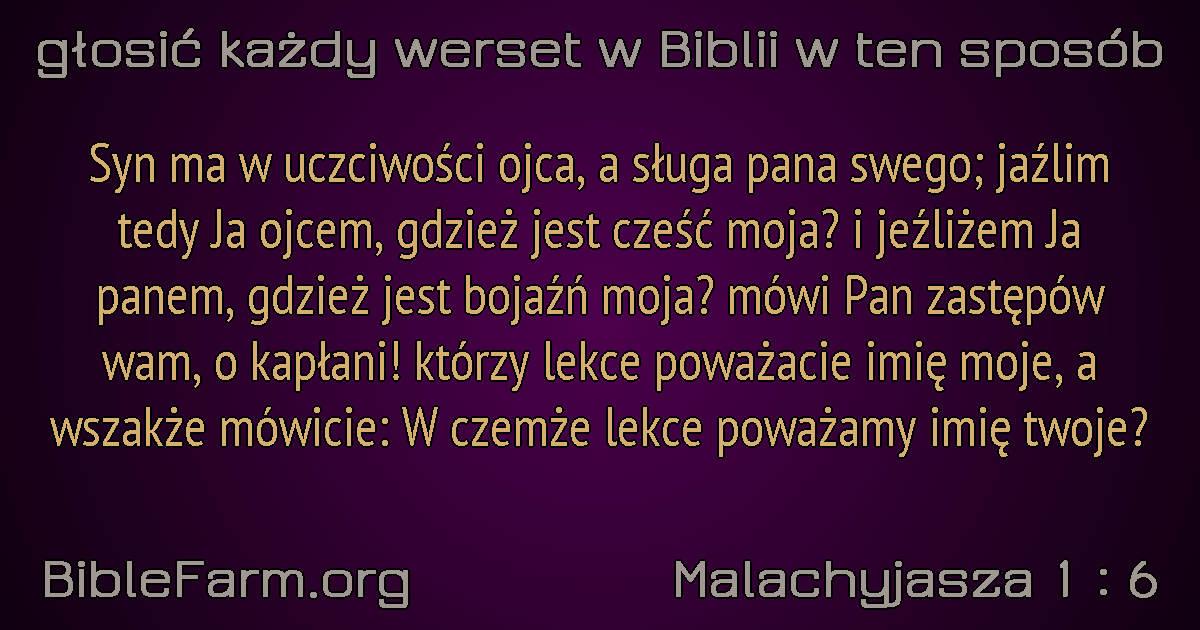 głosić każdy werset w Biblii w ten sposób
Syn ma w uczciwości ojca, a sługa pana swego; jaźlim
tedy Ja ojcem, gdzież jest cześć moja? i jeźliżem Ja
panem, gdzież jest bojaźń moja? mówi Pan zastępów
wam, o kapłani! którzy lekce poważacie imię moje, a
wszakże mówicie: W czemże lekce poważamy imię twoje?
BibleFarm.org
Malachyjasza 1 : 6